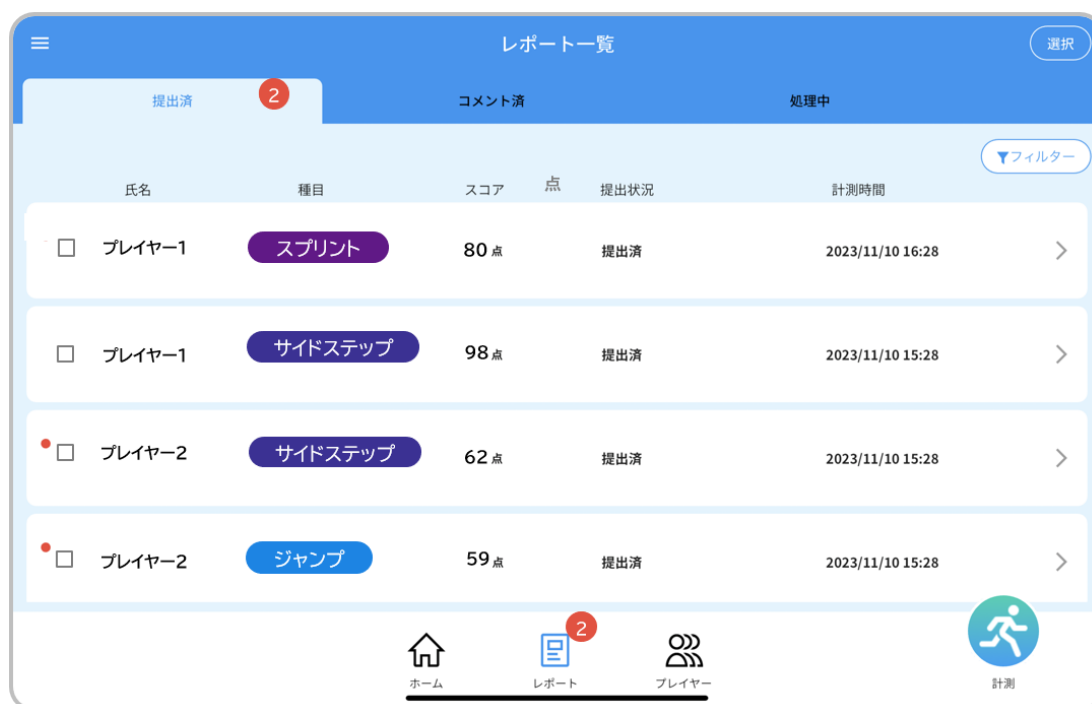 レポート一覧
選択
提出済 2
コメント済
処理中
フィルター
氏名 種目 スコア 点 提出状況 計測時間
プレイヤー1 スプリント 80点 提出済 2023/11/10 16:28
プレイヤー1 サイドステップ 98点 提出済 2023/11/10 15:28
プレイヤー2 サイドステップ 62点 提出済 2023/11/10 15:28
プレイヤー2 ジャンプ 59点 提出済 2023/11/10 15:28
2
ホーム レポート プレイヤー 計測